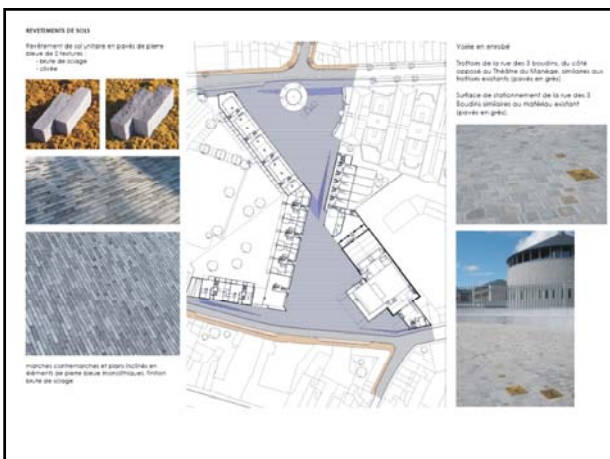 REVETEMENTS DE SOLS
Revêtement de sol unitaire en pavés de pierre
bleue de 2 textures :
- brute de sciage
- clivée
marches contremarches et plans inclinés en
éléments de pierre bleue monolithiques, finition
brute de sciage
Voirie en enrobé
Trottoirs de la rue des 3 boudins, du côté
opposé au Théâtre du Manège, similaires aux
trottoirs existants (pavés en grès).
Surface de stationnement de la rue des 3
Boudins similaires au matériau existant
(pavés en grès).